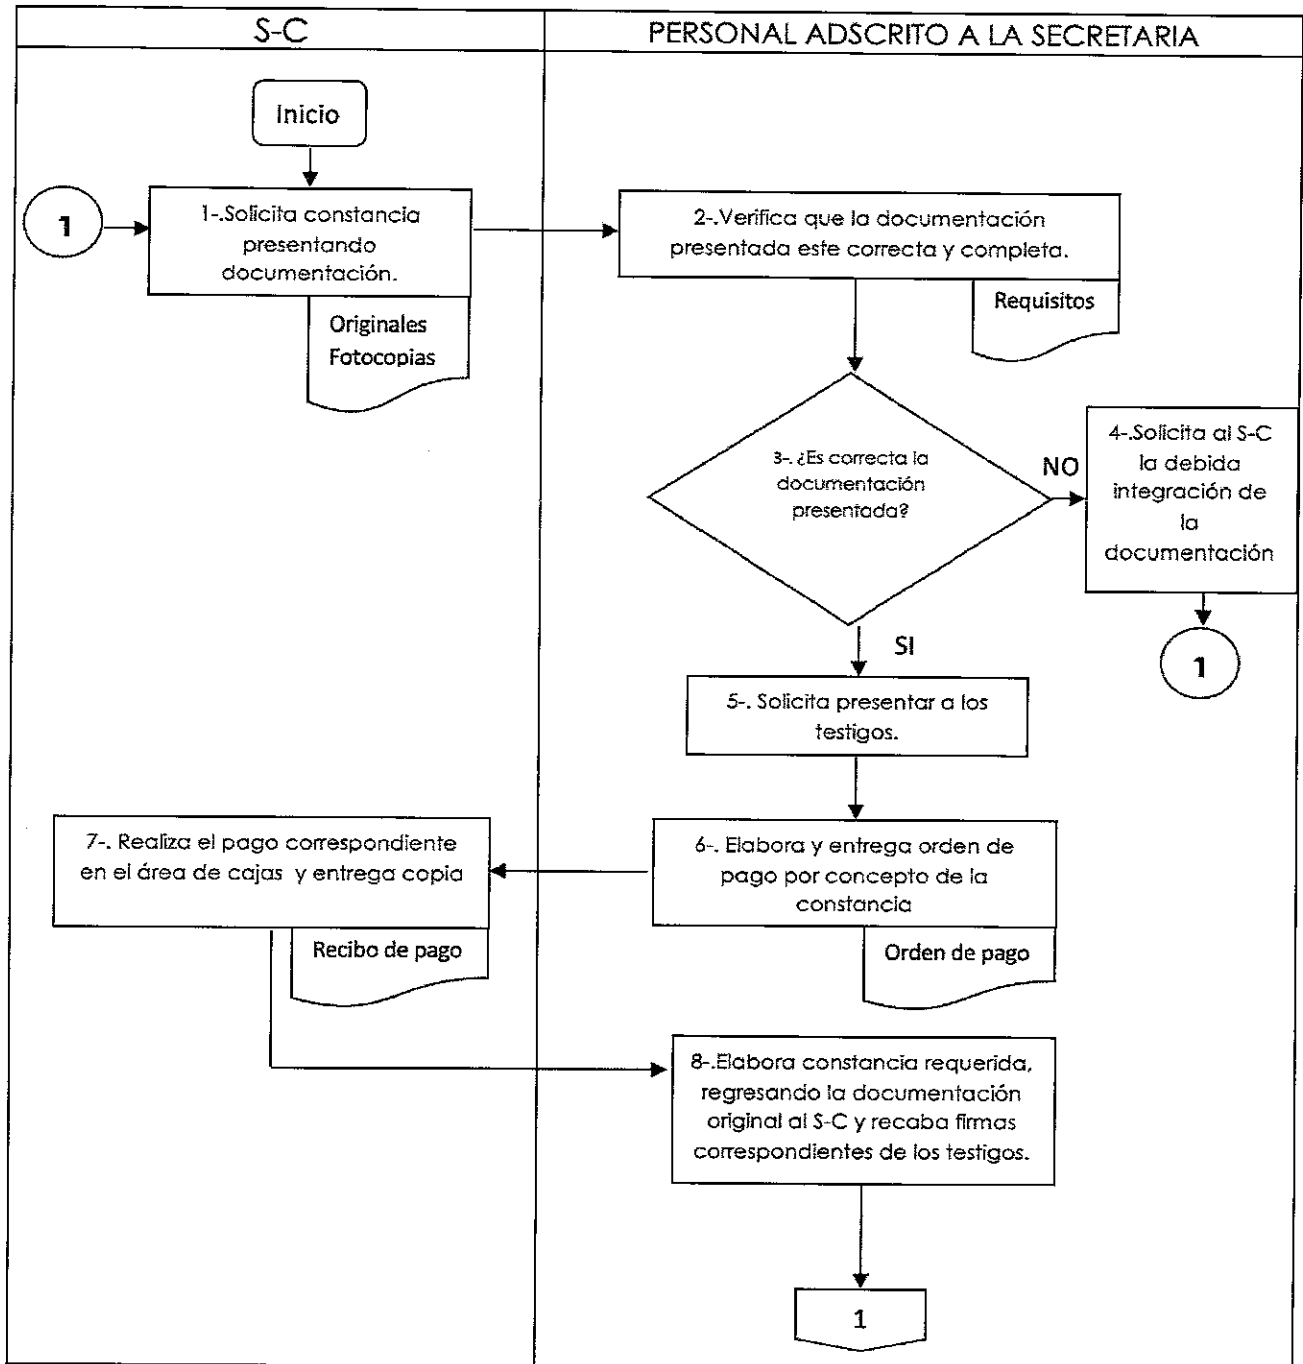 S-C
PERSONAL ADSCRITO A LA SECRETARIA
Inicio
1
1-.Solicita constancia
presentando
documentación.
Originales
Fotocopias
2-.Verifica que la documentación
presentada este correcta y completa.
Requisitos
3-. ¿Es correcta la
documentación
presentada?
NO
4-.Solicita al S-C
la debida
integración de
la
documentación
1
SI
5-. Solicita presentar a los
testigos.
6-. Elabora y entrega orden de
pago por concepto de la
constancia
Orden de pago
7-. Realiza el pago correspondiente
en el área de cajas y entrega copia
Recibo de pago
8-.Elabora constancia requerida,
regresando la documentación
original al S-C y recaba firmas
correspondientes de los testigos.
1